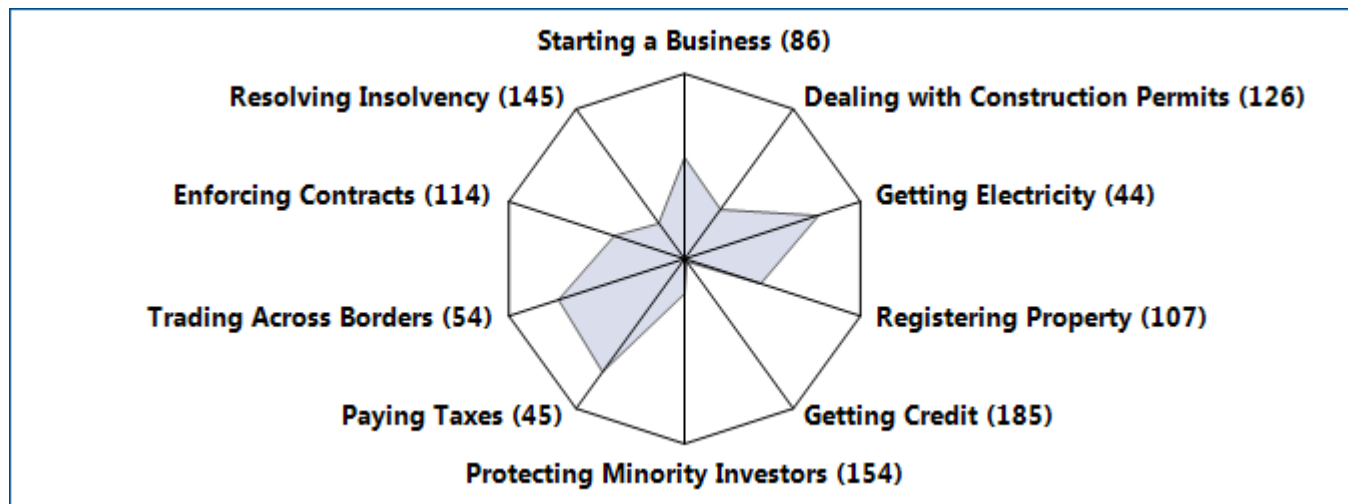 Starting a Business (86)
Resolving Insolvency (145)
Dealing with Construction Permits (126)
Enforcing Contracts (114)
Getting Electricity (44)
Trading Across Borders (54)
Registering Property (107)
Paying Taxes (45)
Getting Credit (185)
Protecting Minority Investors (154)